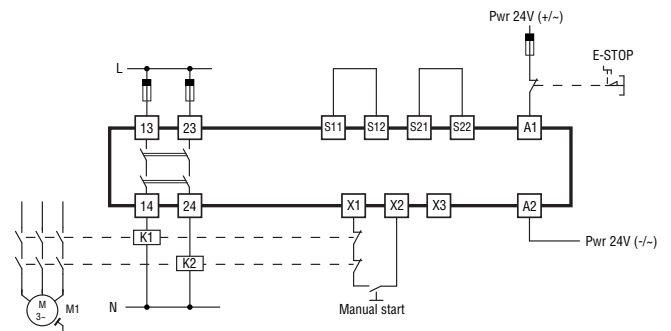 Pwr 24V (+/~)
E-STOP
L
13
23
S11
S12
S21
S22
A1
14
24
X1
X2
X3
A2
K1
K2
Pwr 24V (-/~)
M
3~
M1
N
Manual start